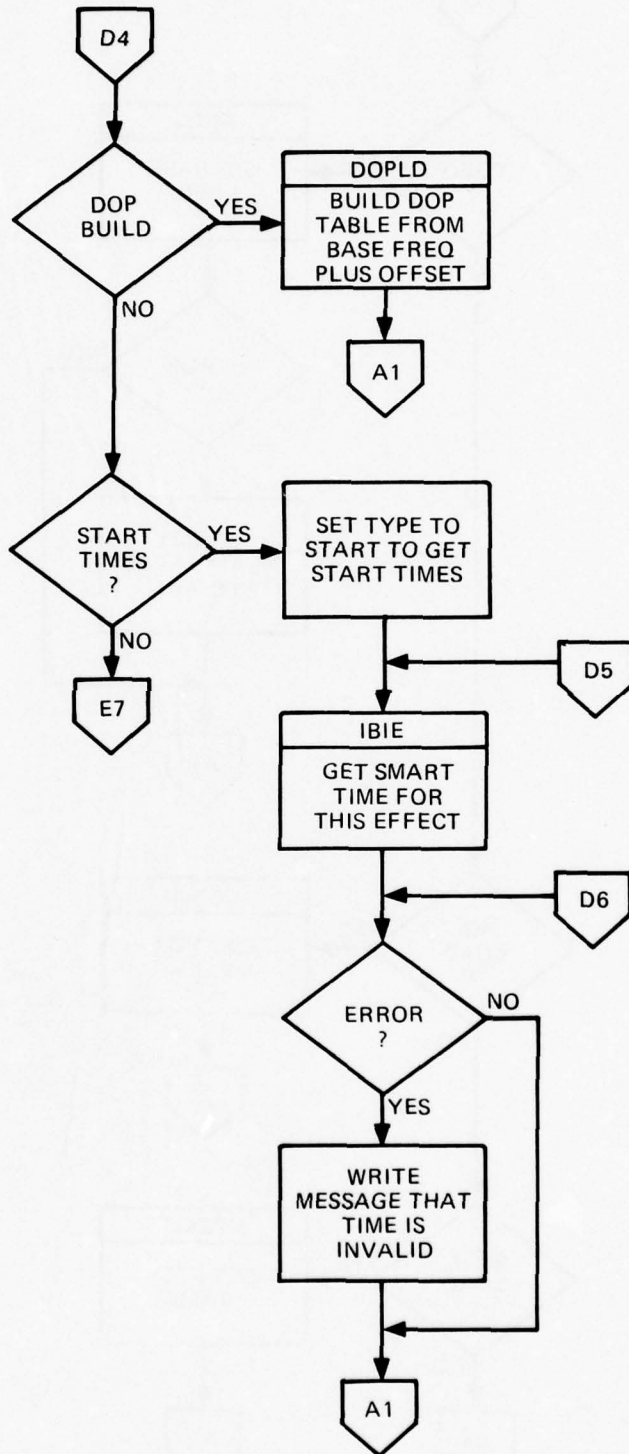 D4
DOP
BUILD
YES
NO
DOPLD
BUILD DOP
TABLE FROM
BASE FREQ
PLUS OFFSET
A1
START
TIMES
?
YES
NO
E7
SET TYPE TO
START TO GET
START TIMES
D5
IBIE
GET SMART
TIME FOR
THIS EFFECT
D6
ERROR
?
NO
YES
WRITE
MESSAGE THAT
TIME IS
INVALID
A1